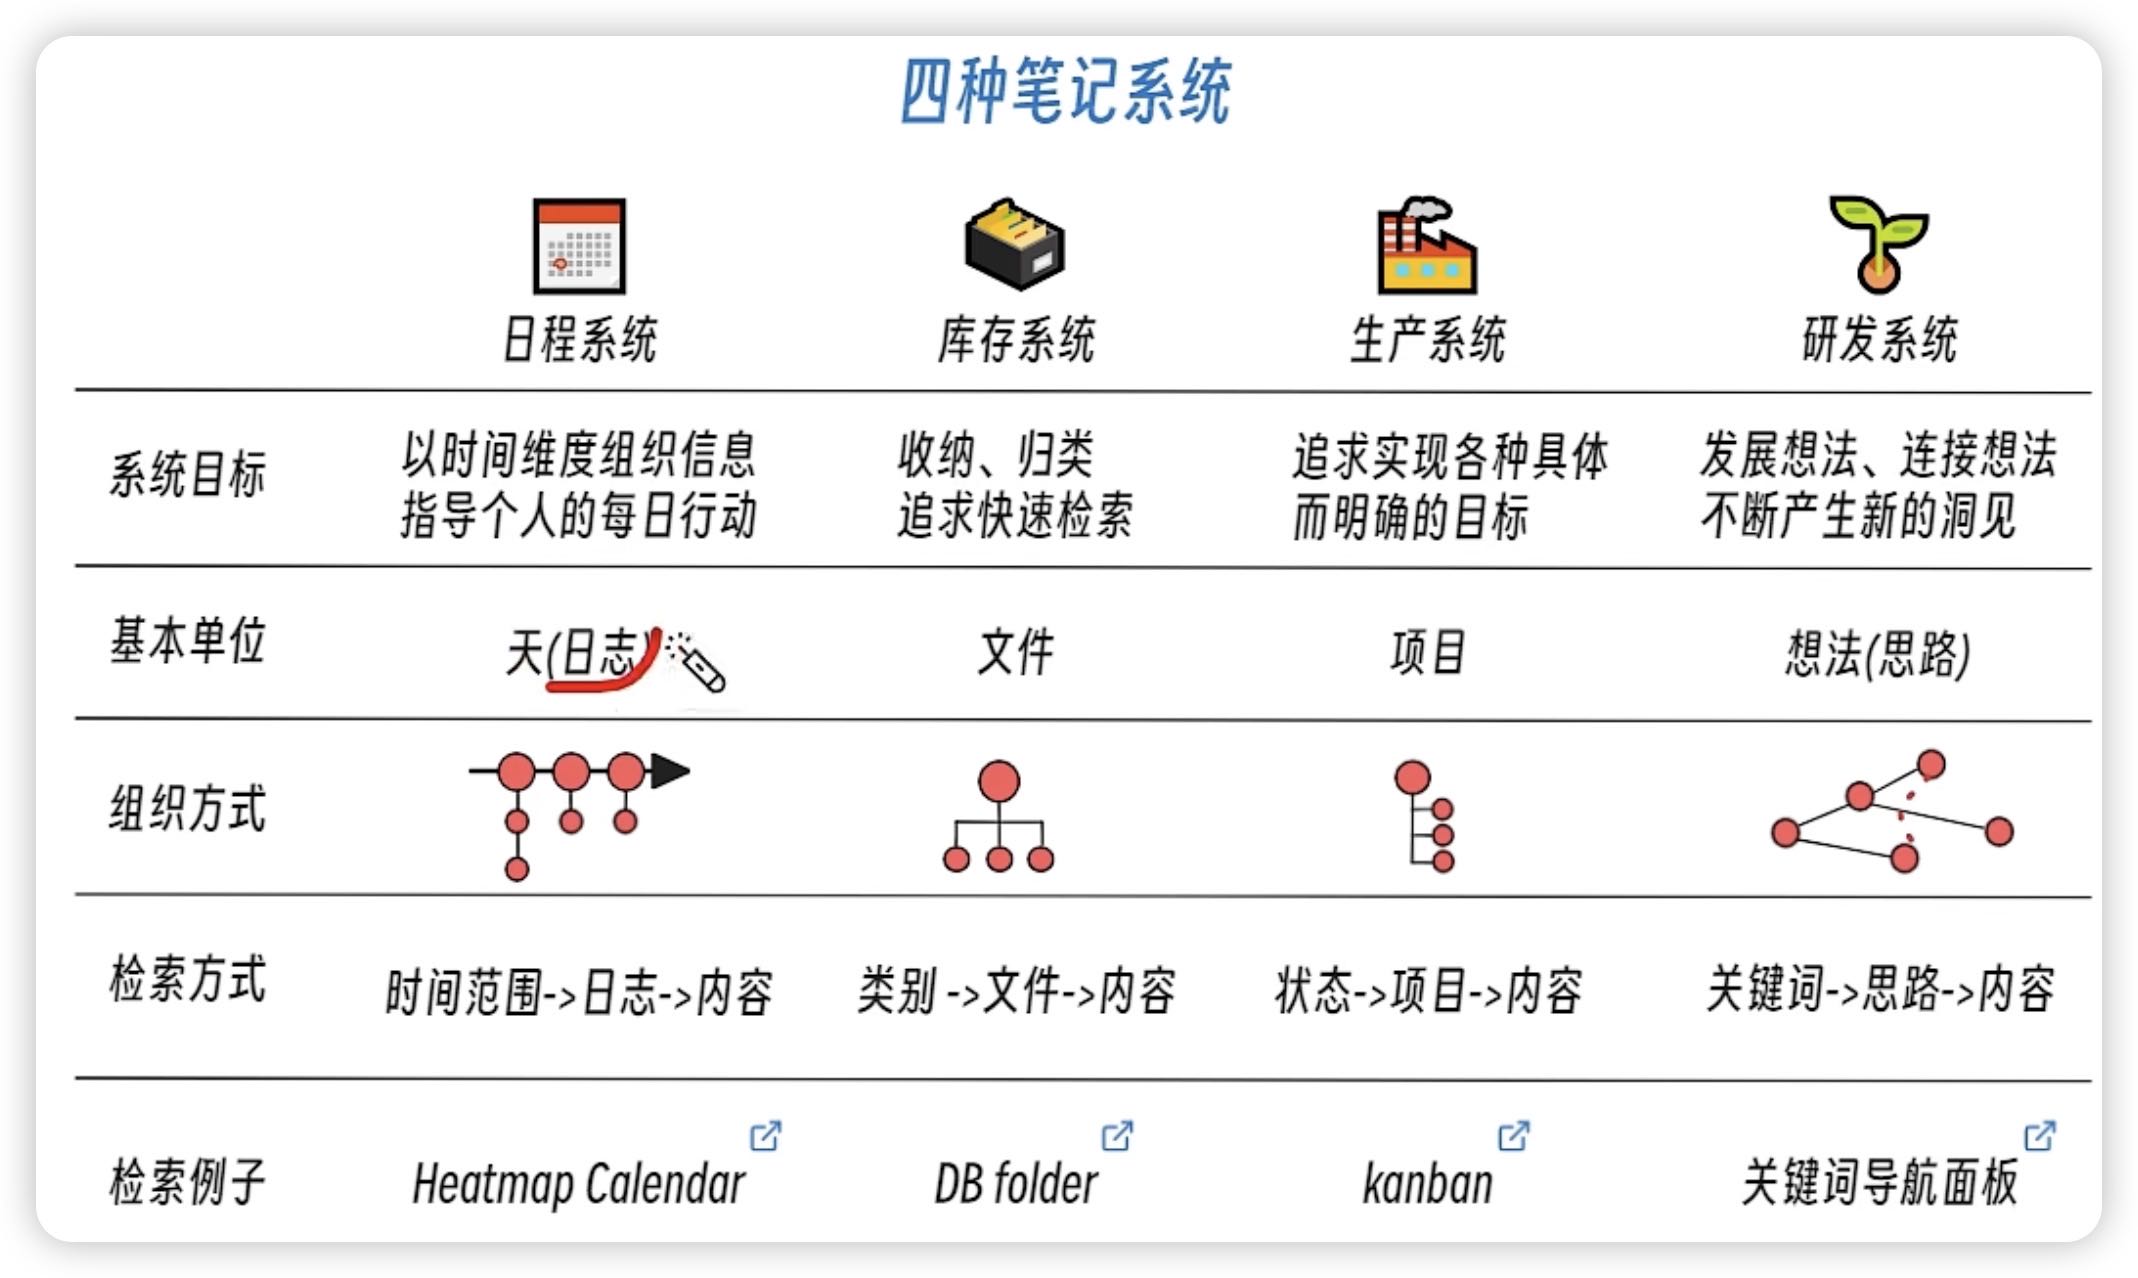 四种笔记系统
日程系统 库存系统 生产系统 研发系统
系统目标
以时间维度组织信息
指导个人的每日行动
收纳、归类
追求快速检索
追求实现各种具体
而明确的目标
发展想法、连接想法
不断产生新的洞见
基本单位 天(日志) 文件 项目 想法(思路)
组织方式
检索方式 时间范围->日志->内容 类别 ->文件->内容 状态->项目->内容 关键词->思路->内容
检索例子 Heatmap Calendar DB folder kanban 关键词导航面板